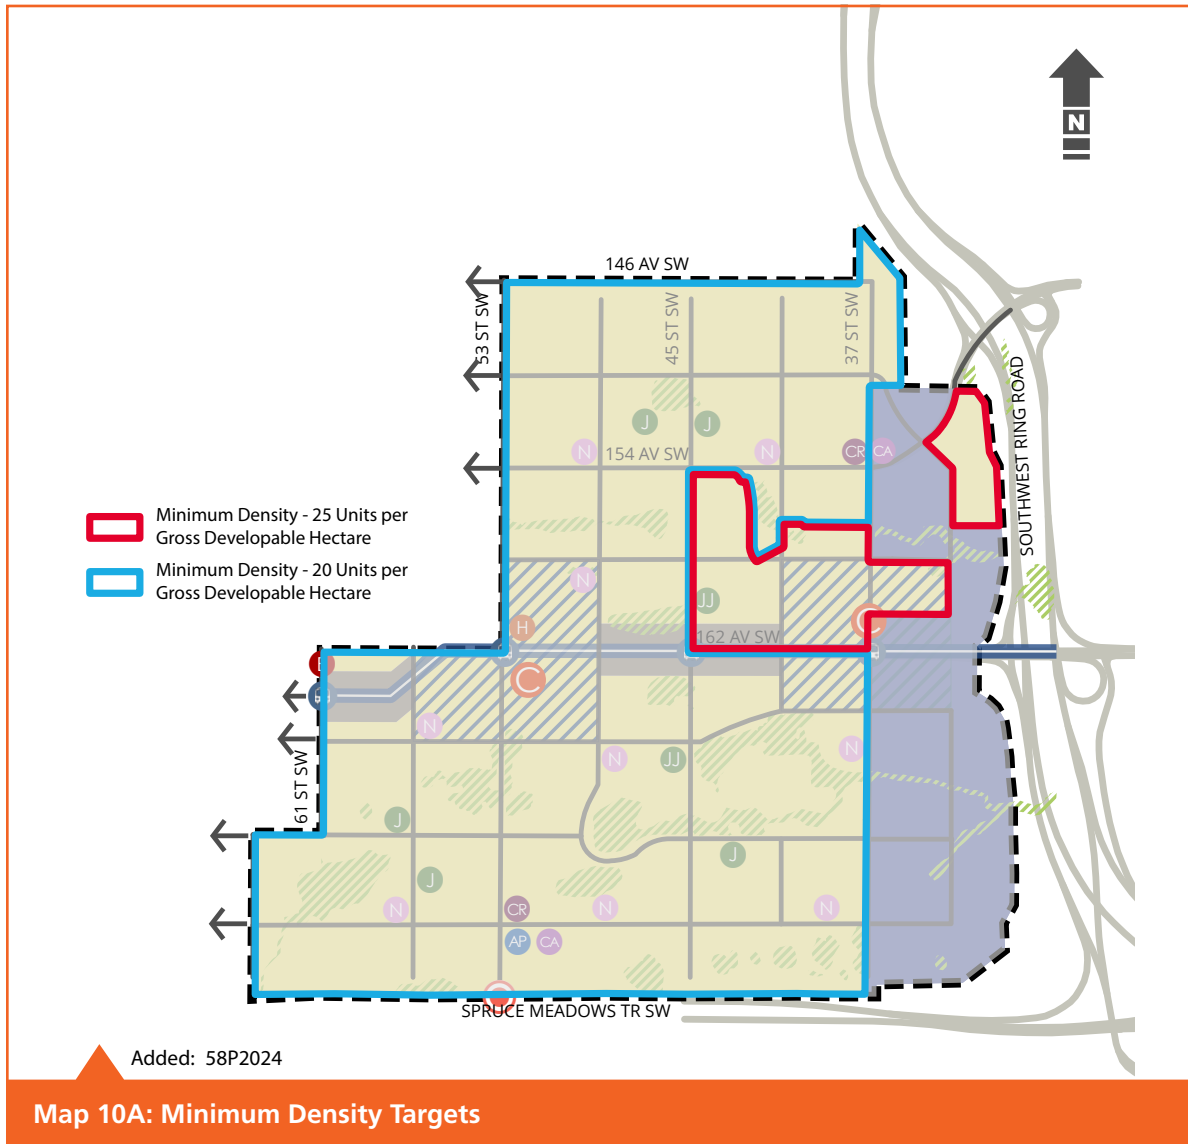 N
146 AV SW
53 ST SW
45 ST SW
37 ST SW
SOUTHWEST RING ROAD
J
J
N
154 AV SW
N
CR
CA
Minimum Density - 25 Units per
Gross Developable Hectare
Minimum Density - 20 Units per
Gross Developable Hectare
N
JJ
H
C
162 AV SW
C
N
N
JJ
N
61 ST SW
J
J
J
N
CR
N
N
AP
CA
SPRUCE MEADOWS TR SW
Added: 58P2024
Map 10A: Minimum Density Targets